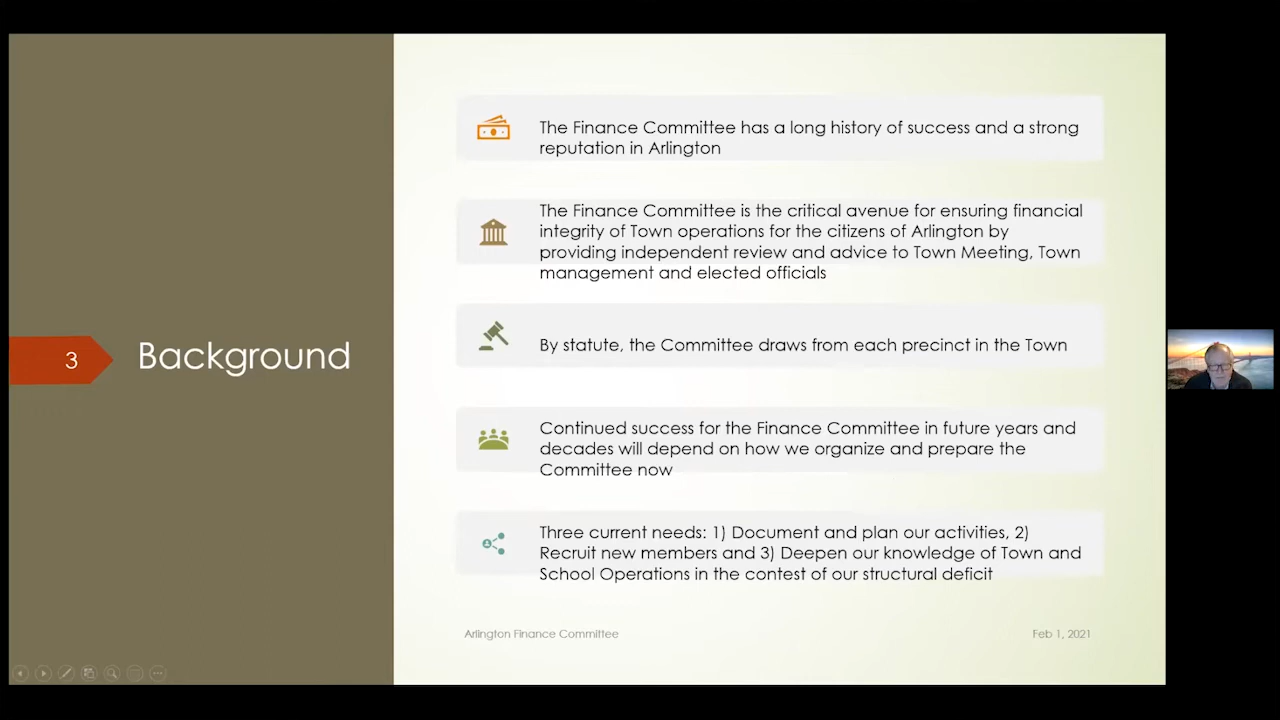 3
Background
The Finance Committee has a long history of success and a strong
reputation in Arlington
The Finance Committee is the critical avenue for ensuring financial
integrity of Town operations for the citizens of Arlington by
providing independent review and advice to Town Meeting, Town
management and elected officials
By statute, the Committee draws from each precinct in the Town
Continued success for the Finance Committee in future years and
decades will depend on how we organize and prepare the
Committee now
Three current needs: 1) Document and plan our activities, 2)
Recruit new members and 3) Deepen our knowledge of Town and
School Operations in the contest of our structural deficit
Arlington Finance Committee
Feb 1, 2021